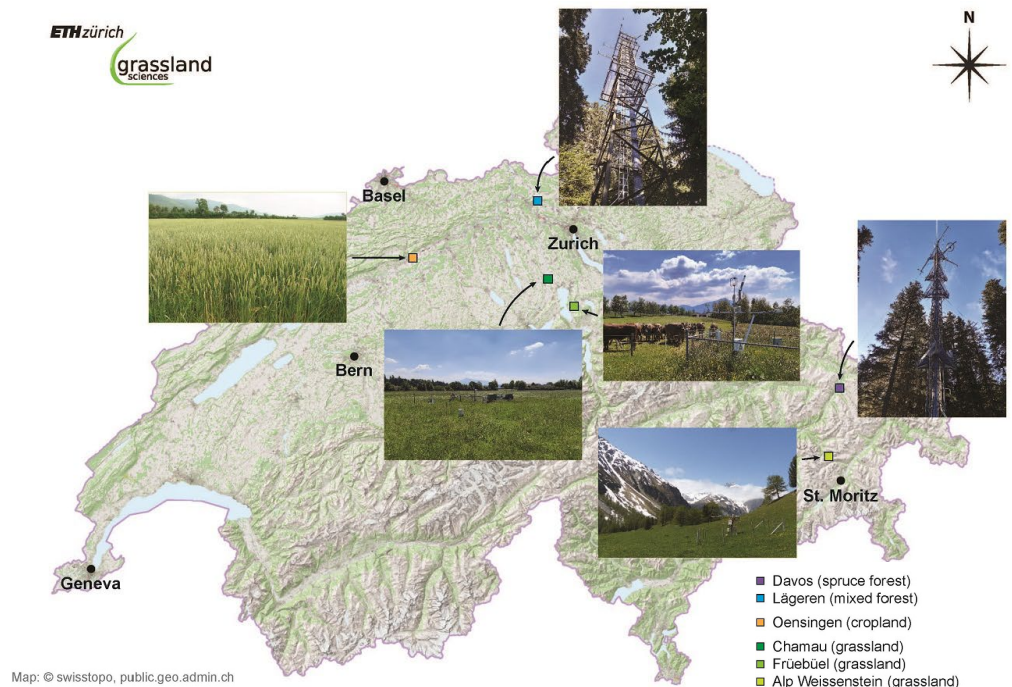 ETH zürich
grassland
sciences
N
Basel
Zurich
Bern
St. Moritz
Geneva
Davos (spruce forest)
Lägeren (mixed forest)
Oensingen (cropland)
Chamau (grassland)
Früebüel (grassland)
Alp Weissenstein (grassland)
Map: © swisstopo, public.geo.admin.ch